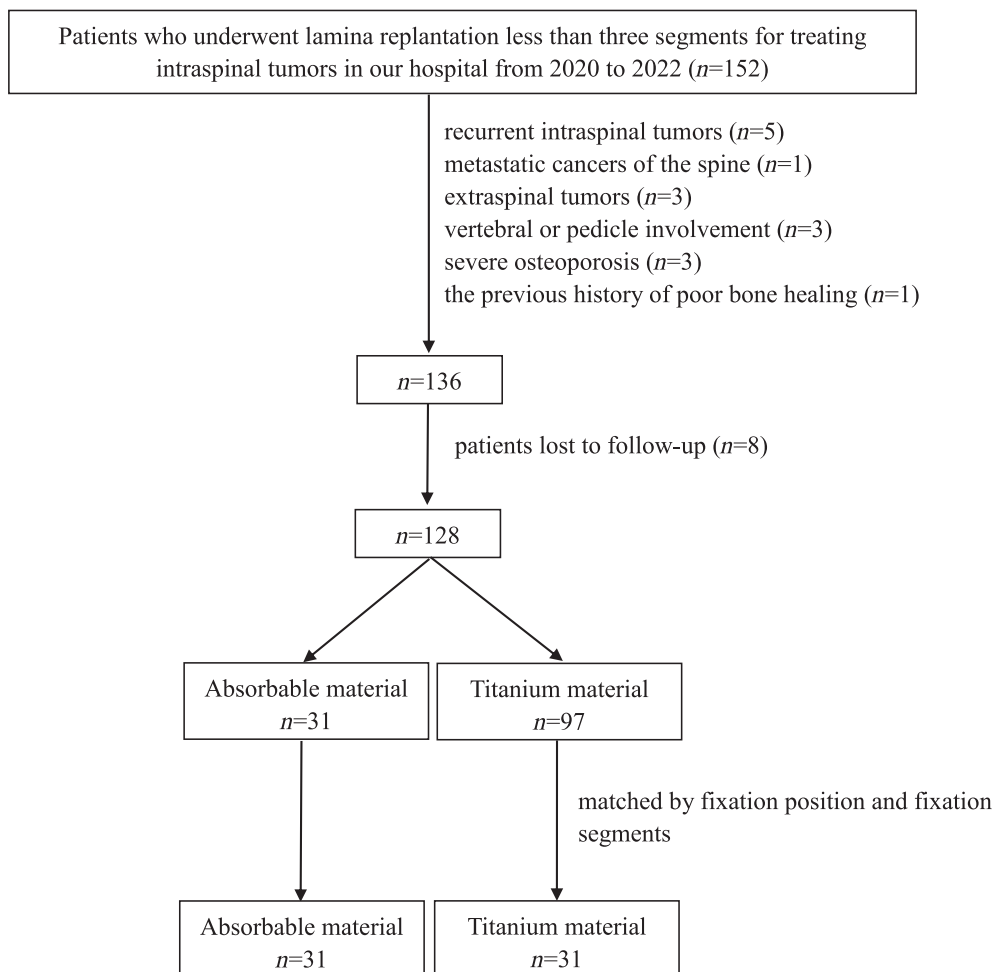 Patients who underwent lamina replantation less than three segments for treating
intraspinal tumors in our hospital from 2020 to 2022 (n=152)
recurrent intraspinal tumors (n=5)
metastatic cancers of the spine (n=1)
extraspinal tumors (n=3)
vertebral or pedicle involvement (n=3)
severe osteoporosis (n=3)
the previous history of poor bone healing (n=1)
n=136
patients lost to follow-up (n=8)
n=128
Absorbable material
n=31
Titanium material
n=97
matched by fixation position and fixation
segments
Absorbable material
n=31
Titanium material
n=31